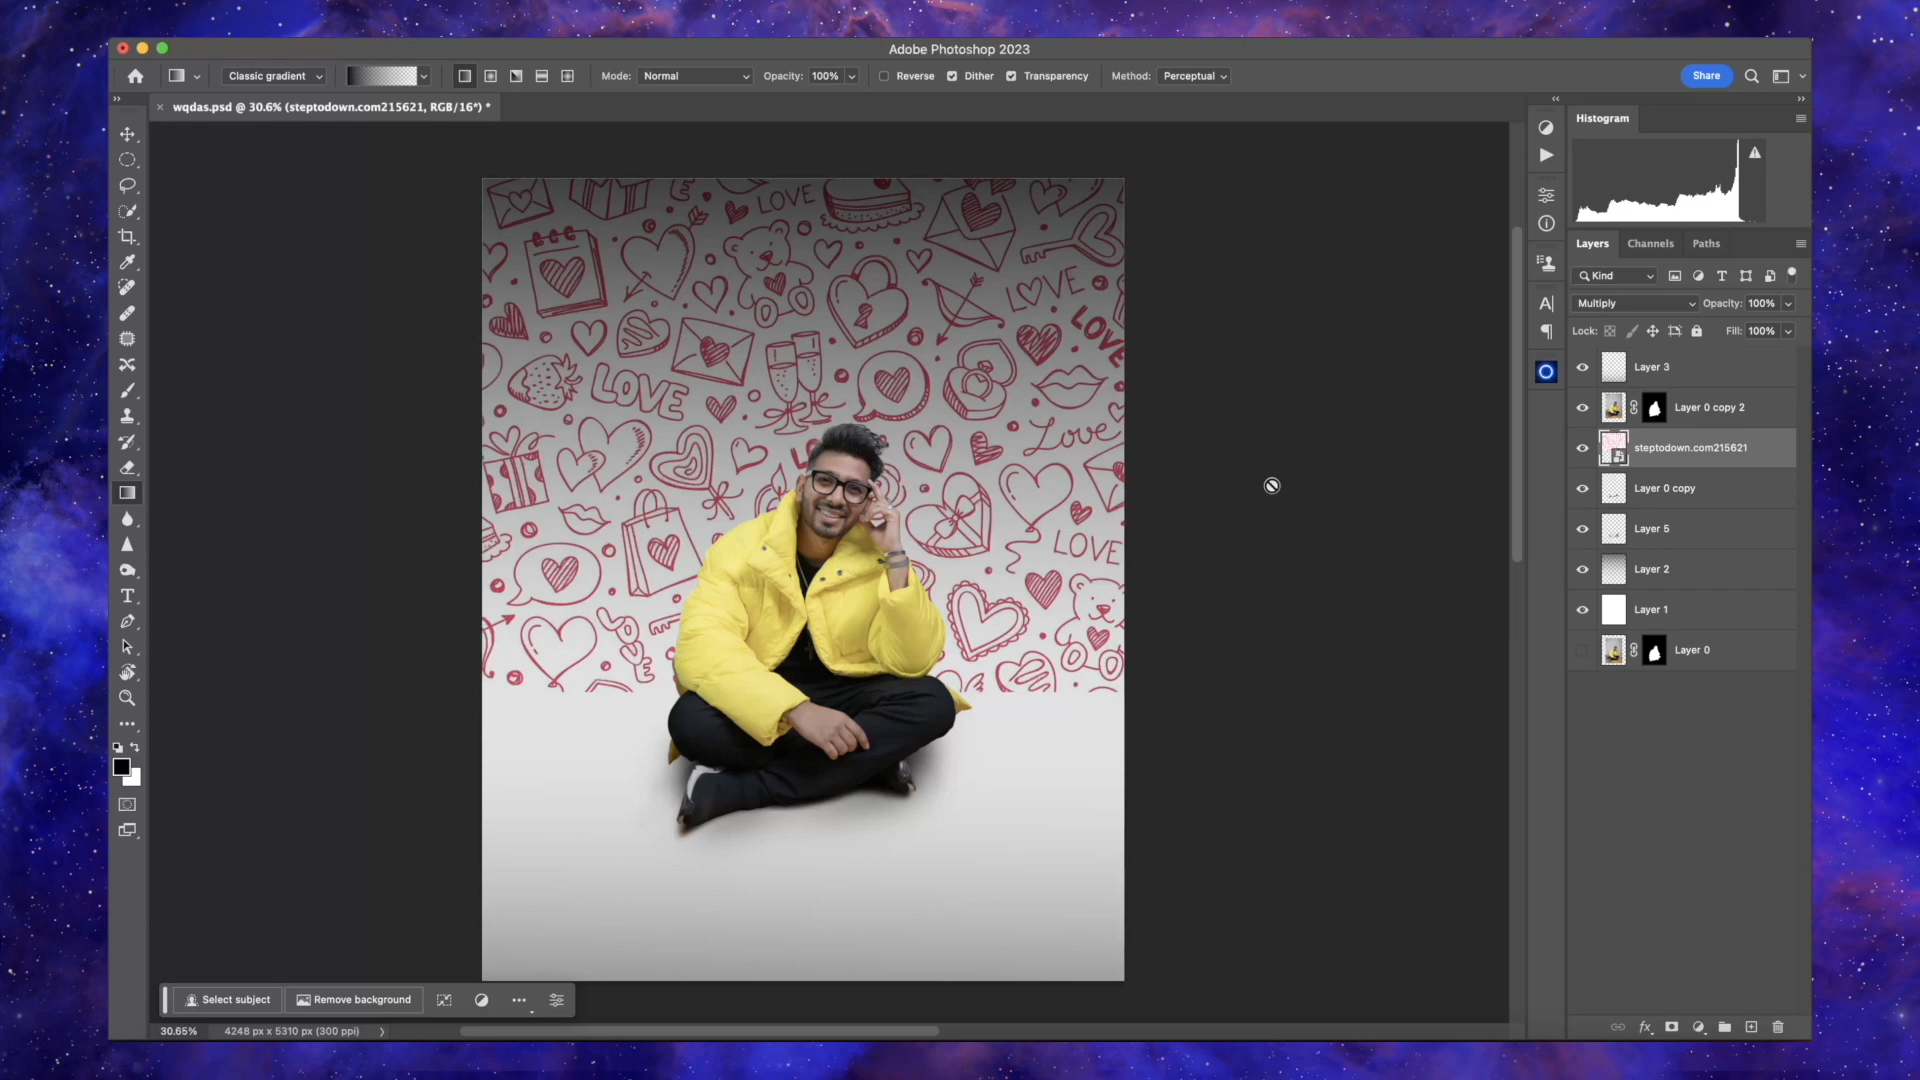 Adobe Photoshop 2023
Classic gradient
Mode: Normal
Opacity: 100%
Reverse
Dither
Transparency
Method: Perceptual
Share
wqdas.psd @ 30.6% (steptodown.com215621, RGB/16*) *
Histogram
Layers Channels Paths
Kind
Multiply
Opacity: 100%
Lock:
Fill: 100%
Layer 3
Layer 0 copy 2
steptodown.com215621
Layer 0 copy
Layer 5
Layer 2
Layer 1
Layer 0
LOVE
LOVE
LOVE
LOVE
Love
LOVE
LOVE
Select subject
Remove background
30.65%
4248 px x 5310 px (300 ppi)